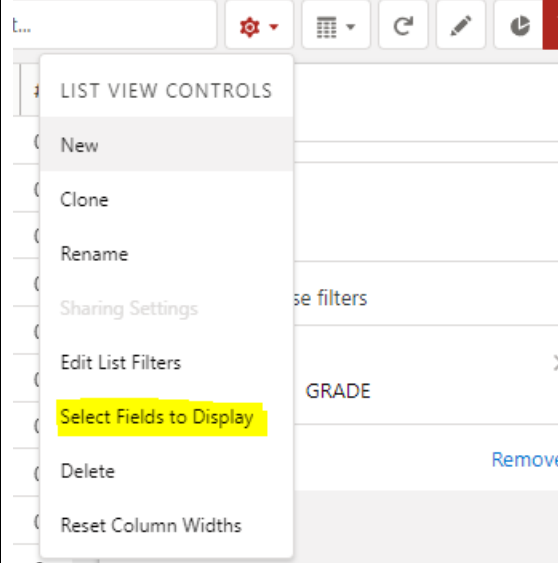 t...
LIST VIEW CONTROLS
New
Clone
Rename
Sharing Settings
se filters
Edit List Filters
GRADE
Select Fields to Display
Remove
Delete
Reset Column Widths